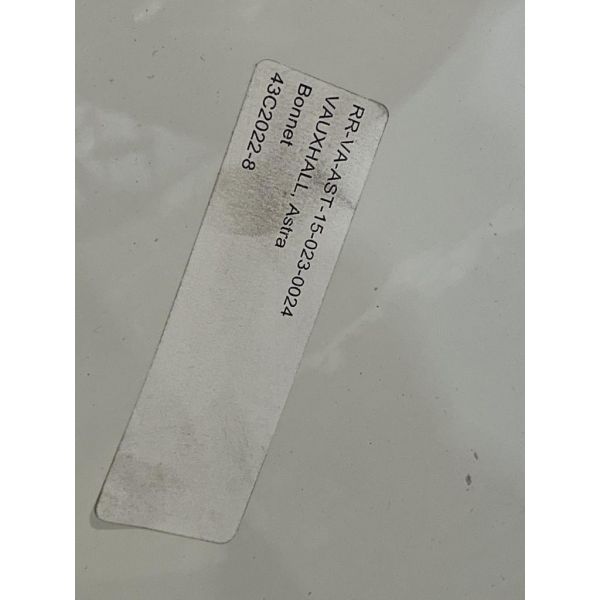 RR-VA-AST-15-023-0024
VAUXHALL, Astra
Bonnet
43C2022-8